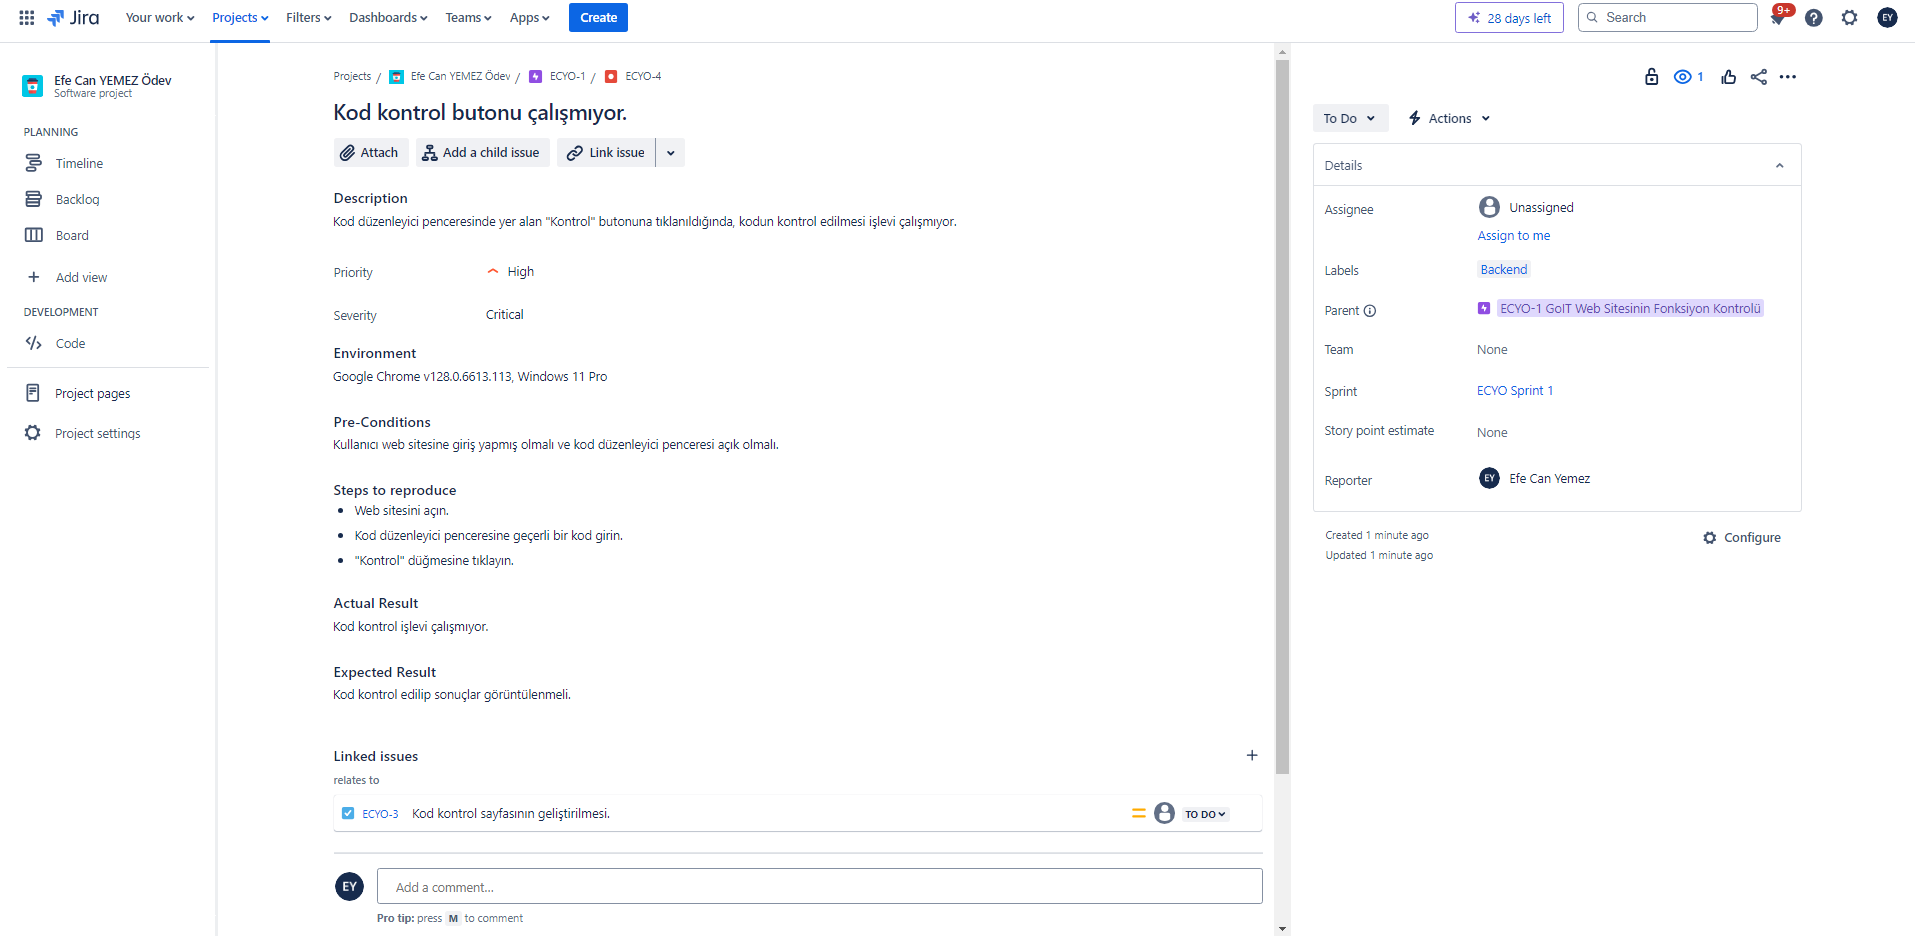 Jira Your work Projects Filters Dashboards Teams Apps Create 28 days left Search 9+ EY
Efe Can YEMEZ Ödev
Software project
PLANNING
Timeline
Backlog
Board
Add view
DEVELOPMENT
Code
Project pages
Project settings
Projects / Efe Can YEMEZ Ödev / ECYO-1 / ECYO-4
Kod kontrol butonu çalışmıyor.
Attach Add a child issue Link issue
Description
Kod düzenleyici penceresinde yer alan "Kontrol" butonuna tıklanıldığında, kodun kontrol edilmesi işlevi çalışmıyor.
Priority High
Severity Critical
Environment
Google Chrome v128.0.6613.113, Windows 11 Pro
Pre-Conditions
Kullanıcı web sitesine giriş yapmış olmalı ve kod düzenleyici penceresi açık olmalı.
Steps to reproduce
• Web sitesini açın.
• Kod düzenleyici penceresine geçerli bir kod girin.
• "Kontrol" düğmesine tıklayın.
Actual Result
Kod kontrol işlevi çalışmıyor.
Expected Result
Kod kontrol edilip sonuçlar görüntülenmeli.
Linked issues
relates to
ECYO-3 Kod kontrol sayfasının geliştirilmesi. TO DO
EY Add a comment...
Pro tip: press M to comment
1
To Do Actions
Details
Assignee Unassigned
Assign to me
Labels Backend
Parent ECYO-1 GoIT Web Sitesinin Fonksiyon Kontrolü
Team None
Sprint ECYO Sprint 1
Story point estimate None
Reporter EY Efe Can Yemez
Created 1 minute ago
Updated 1 minute ago
Configure